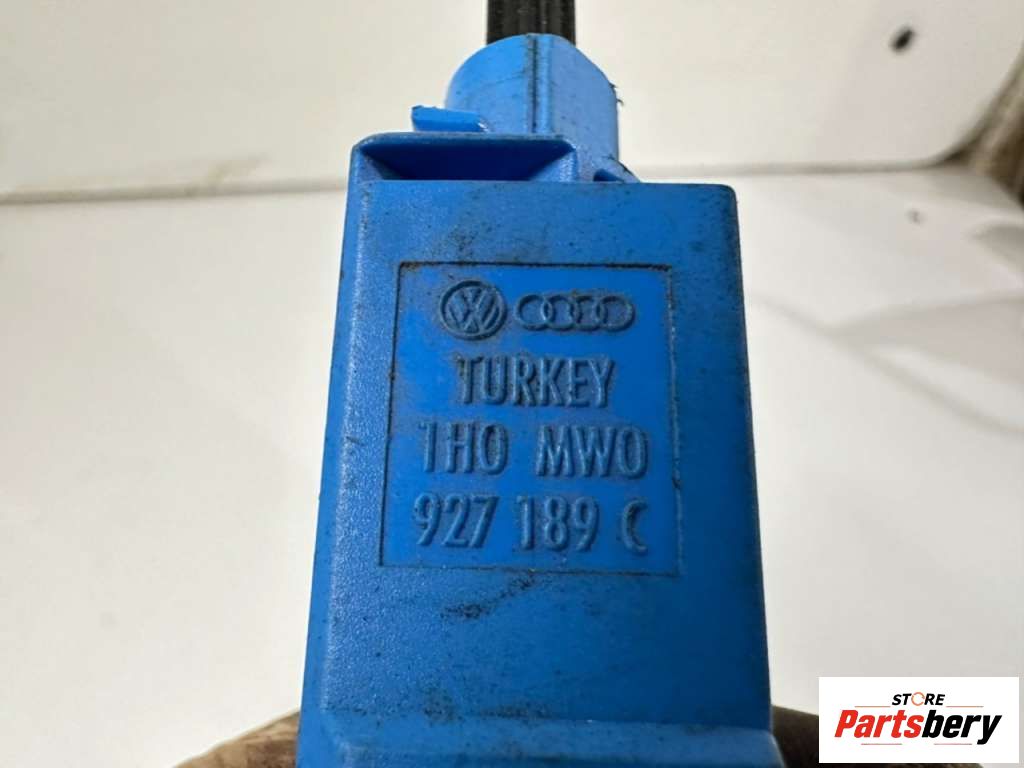 TURKEY
1H0 MW0
927 189 C
STORE
Partsbery